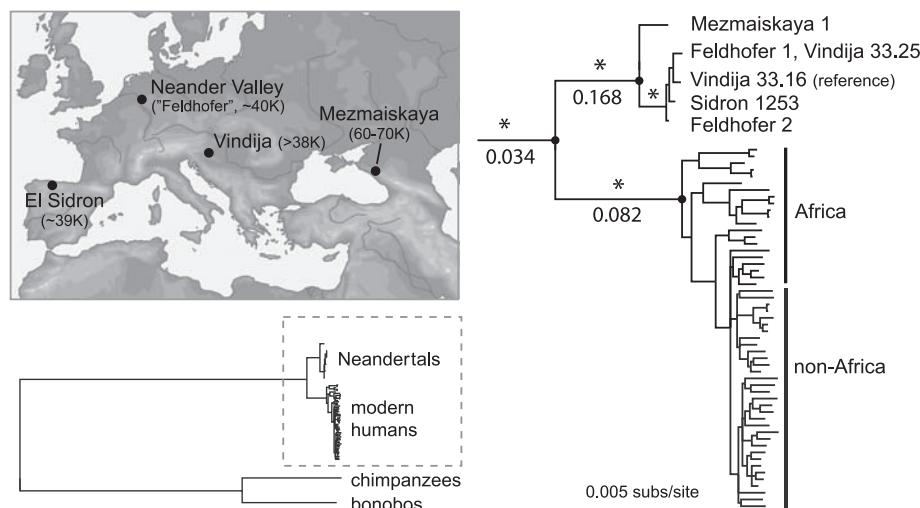 Neander Valley
("Feldhofer", ~40K)
Mezmaiskaya
(60-70K)
Vindija (>38K)
El Sidron
(~39K)
Neandertals
modern
humans
chimpanzees
bonobos
*
0.034
*
0.168
*
*
0.082
Mezmaiskaya 1
Feldhofer 1, Vindija 33.25
Vindija 33.16 (reference)
Sidron 1253
Feldhofer 2
Africa
non-Africa
0.005 subs/site